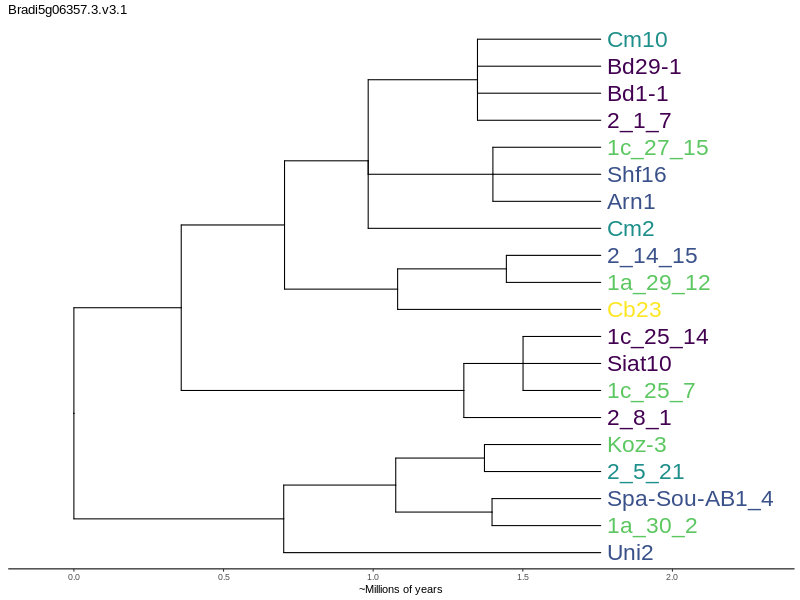 Bradi5g06357.3.v3.1
Cm10
Bd29-1
Bd1-1
2_1_7
1c_27_15
Shf16
Arn1
Cm2
2_14_15
1a_29_12
Cb23
1c_25_14
Siat10
1c_25_7
2_8_1
Koz-3
2_5_21
Spa-Sou-AB1_4
1a_30_2
Uni2
0.0 0.5 1.0 1.5 2.0
~Millions of years